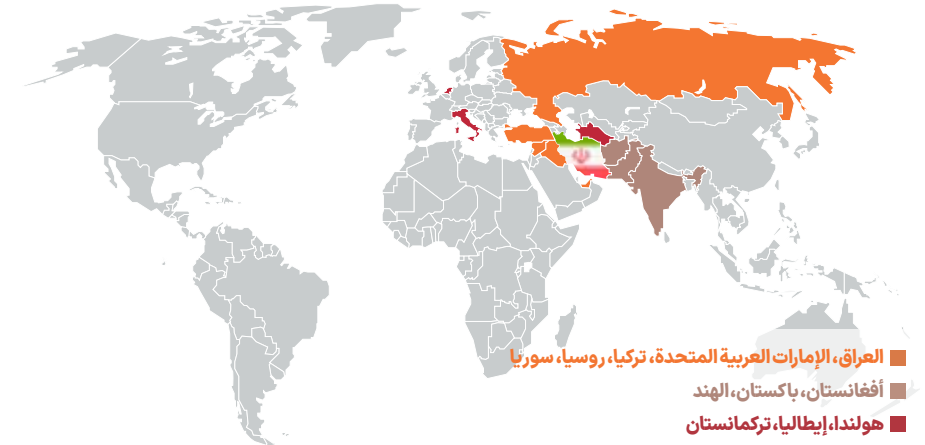 العراق، الإمارات العربية المتحدة، تركيا، روسيا، سوريا
أفغانستان، باكستان، الهند
هولندا، إيطاليا، تركمانستان